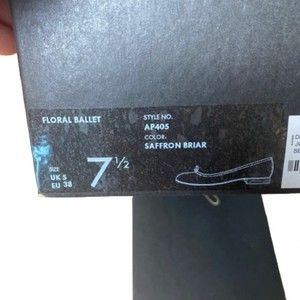 FLORAL BALLET
STYLE NO.
AP405
COLOR:
SAFFRON BRIAR
SIZE
UK 5
EU 38
7 1/2